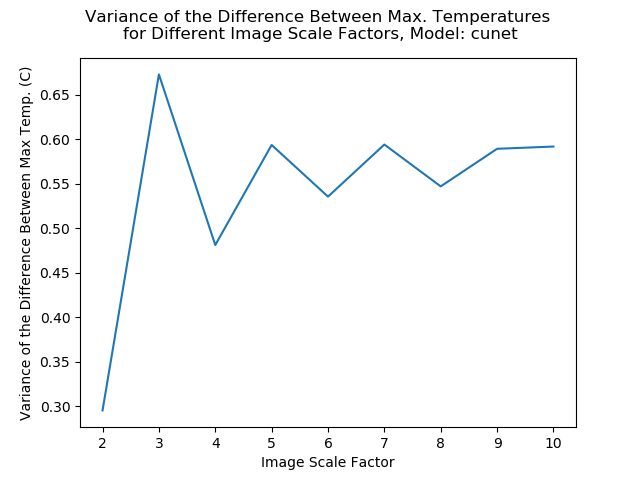 Variance of the Difference Between Max. Temperatures
for Different Image Scale Factors, Model: cunet
Variance of the Difference Between Max Temp. (C)
0.65
0.60
0.55
0.50
0.45
0.40
0.35
0.30
2 3 4 5 6 7 8 9 10
Image Scale Factor